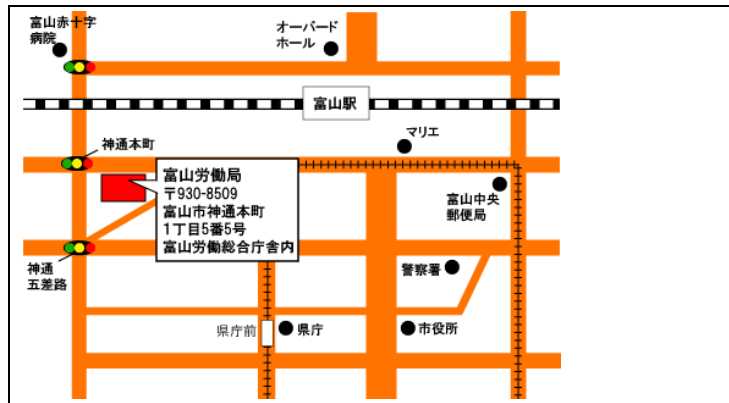 富山赤十字
病院
オーバード
ホール
富山駅
マリエ
神通本町
富山労働局
〒930-8509
富山市神通本町
1丁目5番5号
富山労働総合庁舎内
富山中央
郵便局
神通
五差路
警察署
県庁前
県庁
市役所